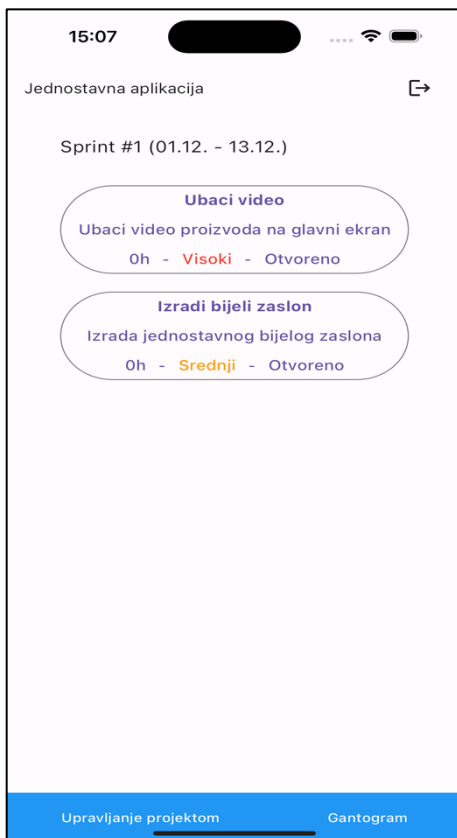 15:07
Jednostavna aplikacija
Sprint #1 (01.12. - 13.12.)
Ubaci video
Ubaci video proizvoda na glavni ekran
0h - Visoki - Otvoreno
Izradi bijeli zaslon
Izrada jednostavnog bijelog zaslona
0h - Srednji - Otvoreno
Upravljanje projektom Gantogram